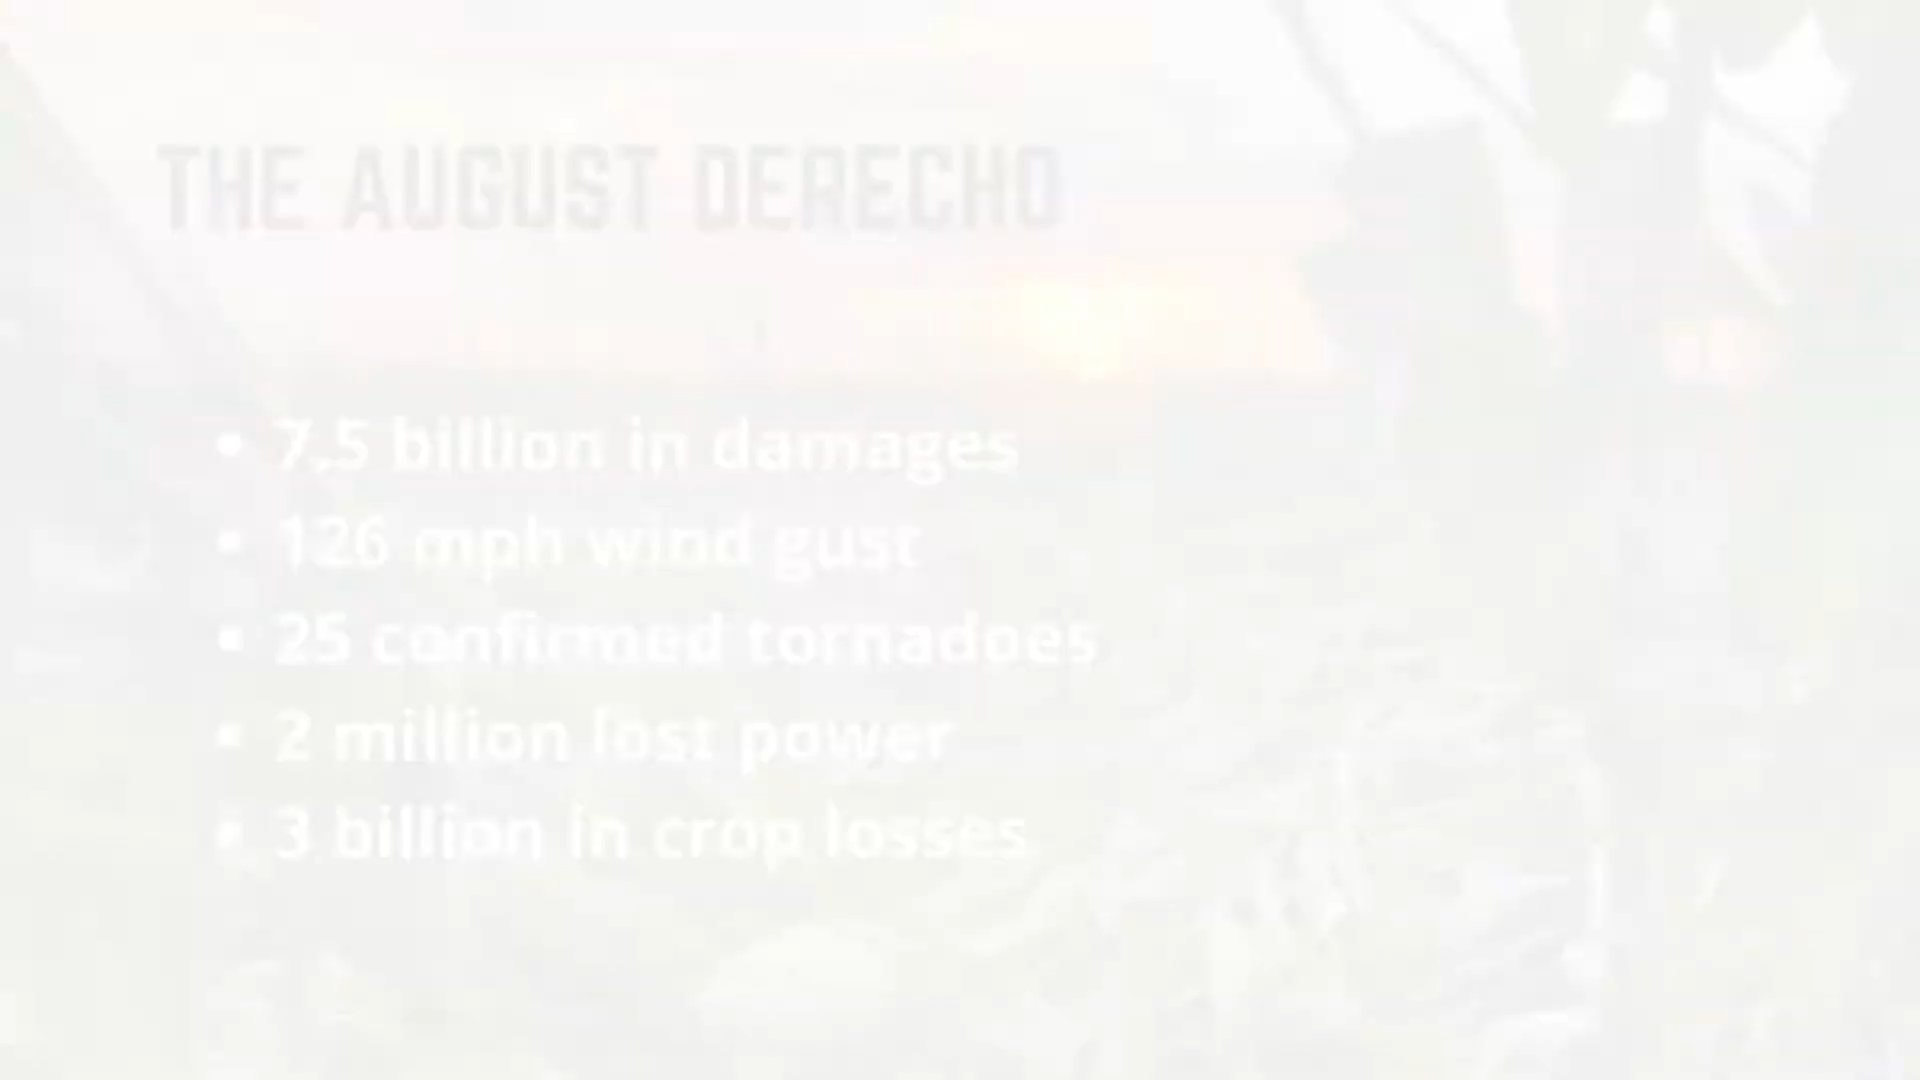 THE AUGUST DERECHO
• 7.5 billion in damages
• 126 mph wind gust
• 25 confirmed tornadoes
• 2 million lost power
• 3 billion in crop losses